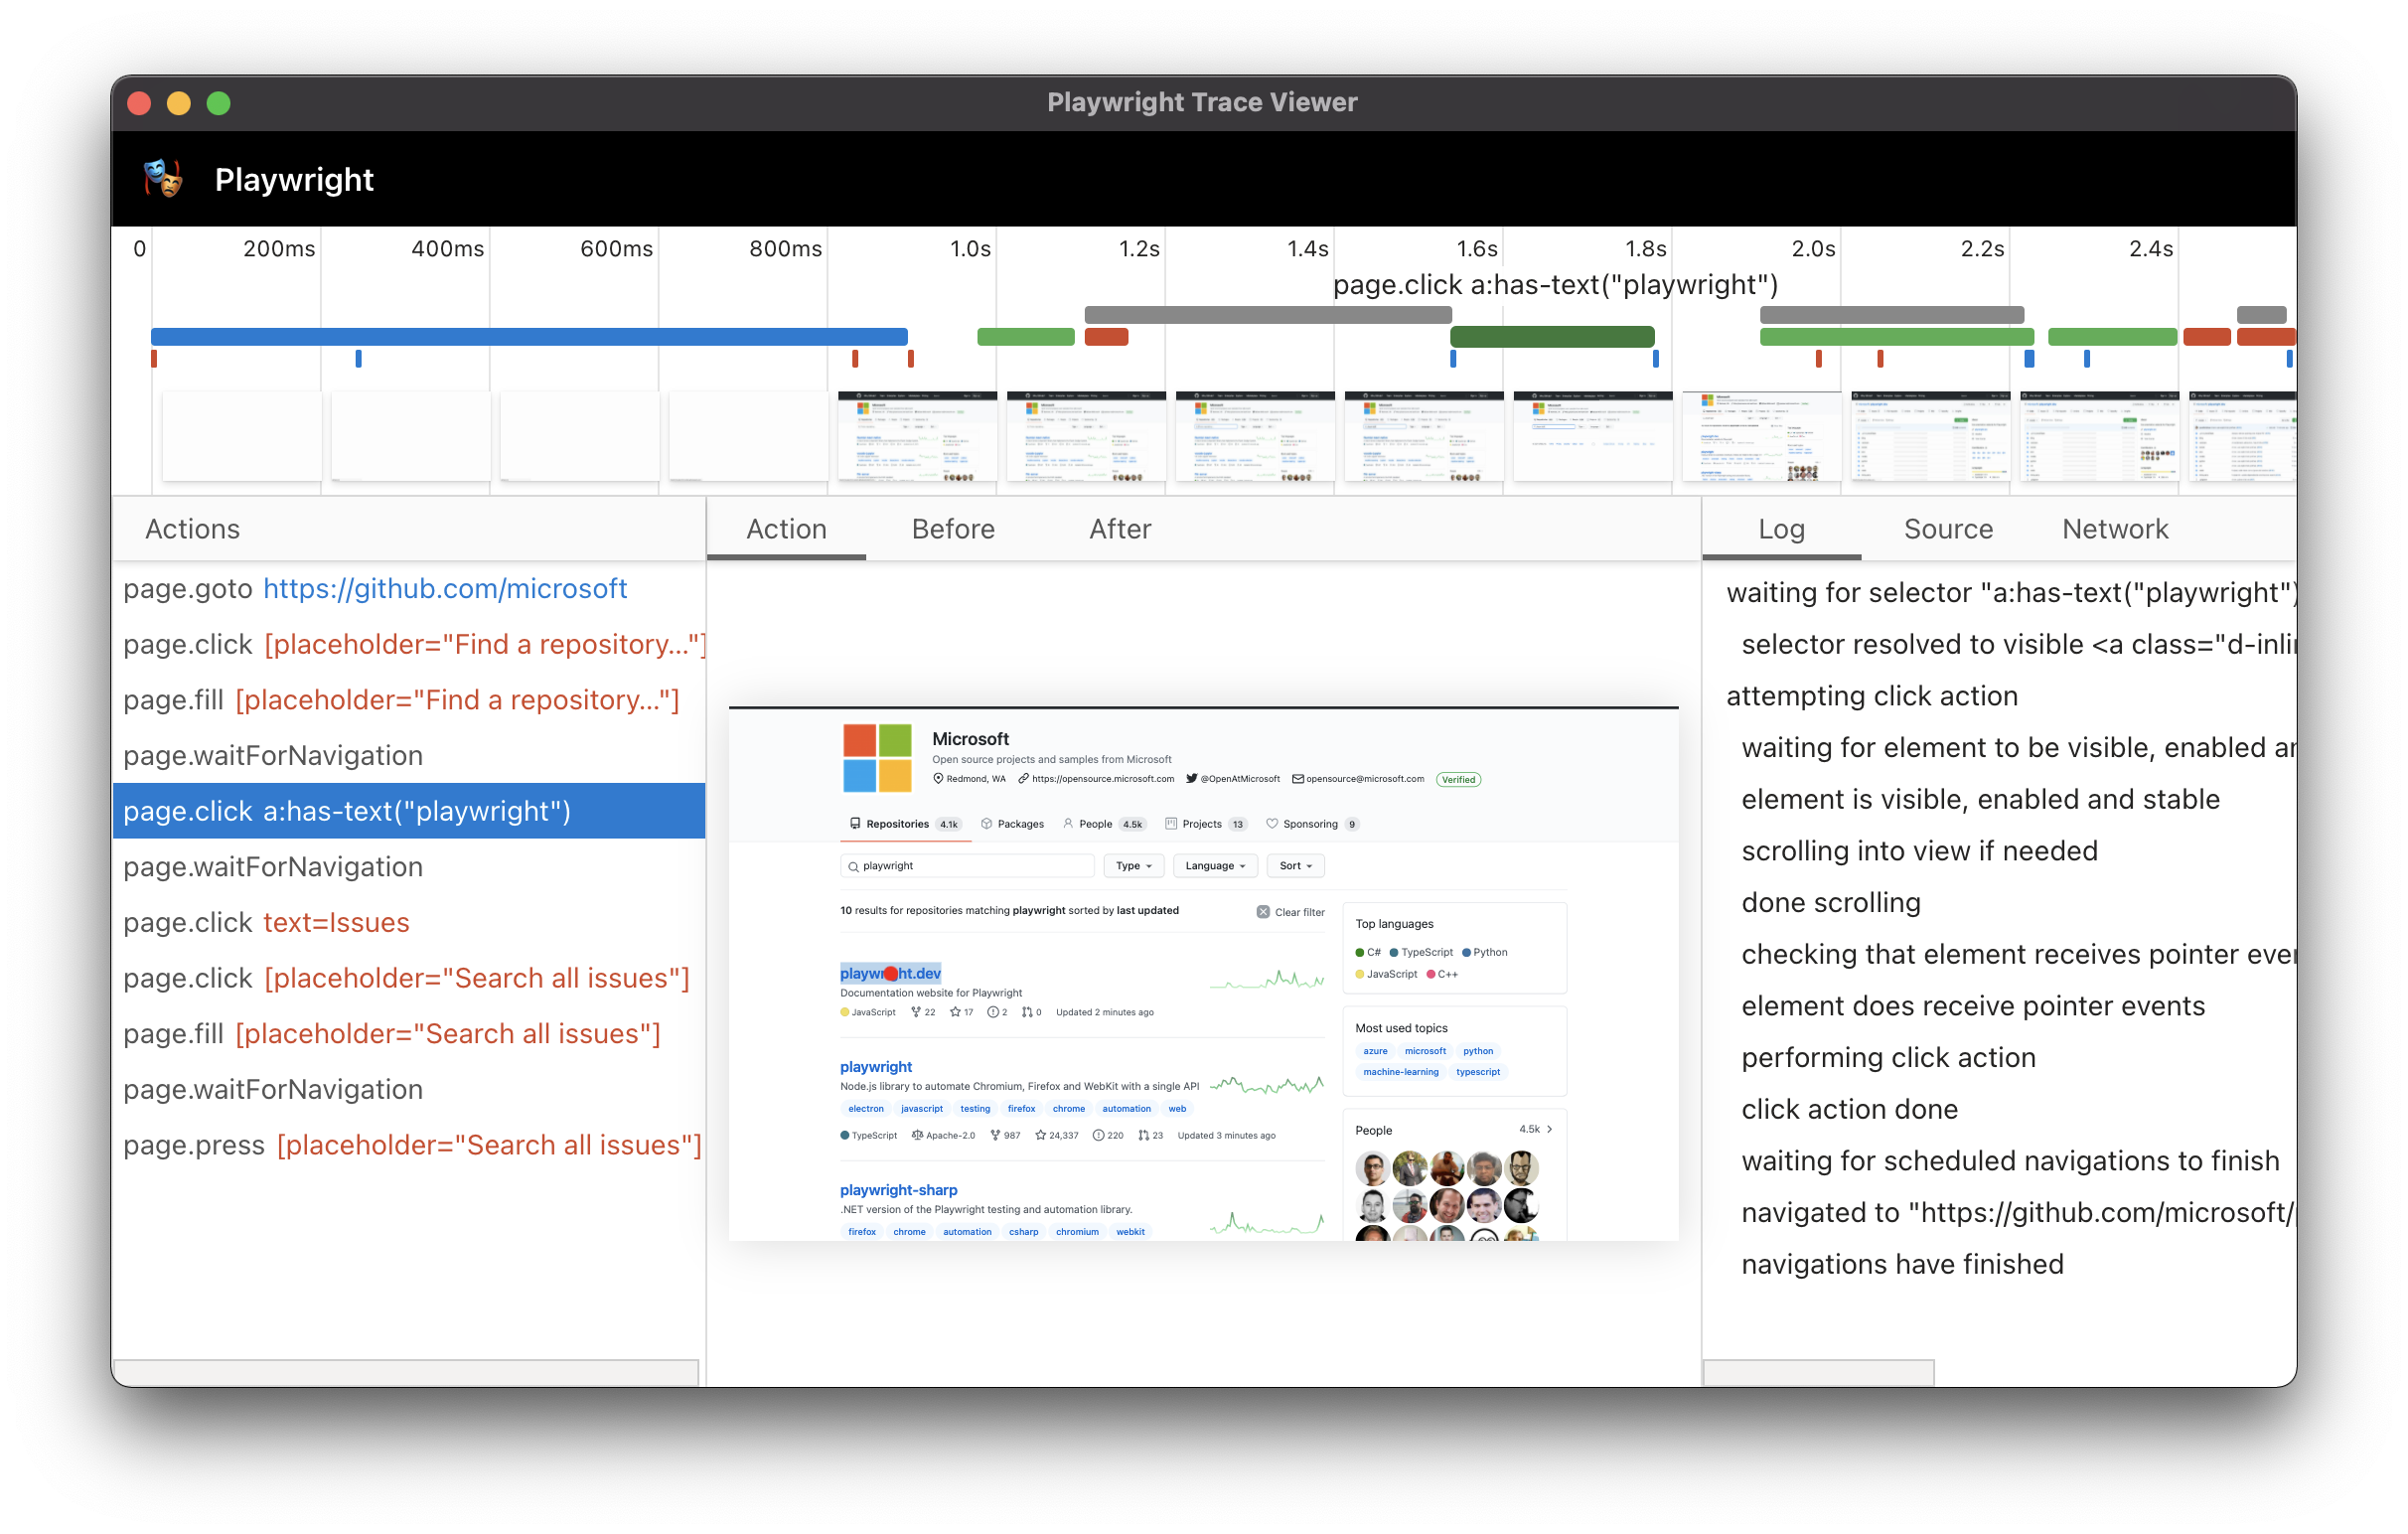 Playwright Trace Viewer
Playwright
0 200ms 400ms 600ms 800ms 1.0s 1.2s 1.4s 1.6s 1.8s 2.0s 2.2s 2.4s
page.click a:has-text("playwright")
Actions
page.goto https://github.com/microsoft
page.click [placeholder="Find a repository..."]
page.fill [placeholder="Find a repository..."]
page.waitForNavigation
page.click a:has-text("playwright")
page.waitForNavigation
page.click text=Issues
page.click [placeholder="Search all issues"]
page.fill [placeholder="Search all issues"]
page.waitForNavigation
page.press [placeholder="Search all issues"]
Action Before After
Microsoft
Open source projects and samples from Microsoft
Redmond, WA https://opensource.microsoft.com @OpenAtMicrosoft opensource@microsoft.com Verified
Repositories 4.1k Packages People 4.5k Projects 13 Sponsoring 9
playwright Type Language Sort
10 results for repositories matching playwright sorted by last updated Clear filter
playwr ht.dev
Documentation website for Playwright
JavaScript 22 17 2 0 Updated 2 minutes ago
playwright
Node.js library to automate Chromium, Firefox and WebKit with a single API
electron javascript testing firefox chrome automation web
TypeScript Apache-2.0 987 24,337 220 23 Updated 3 minutes ago
playwright-sharp
.NET version of the Playwright testing and automation library.
firefox chrome automation csharp chromium webkit
Top languages
C# TypeScript Python
JavaScript C++
Most used topics
azure microsoft python
machine-learning typescript
People 4.5k
Log Source Network
waiting for selector "a:has-text("playwright")
selector resolved to visible <a class="d-inli
attempting click action
waiting for element to be visible, enabled an
element is visible, enabled and stable
scrolling into view if needed
done scrolling
checking that element receives pointer eve
element does receive pointer events
performing click action
click action done
waiting for scheduled navigations to finish
navigated to "https://github.com/microsoft/
navigations have finished